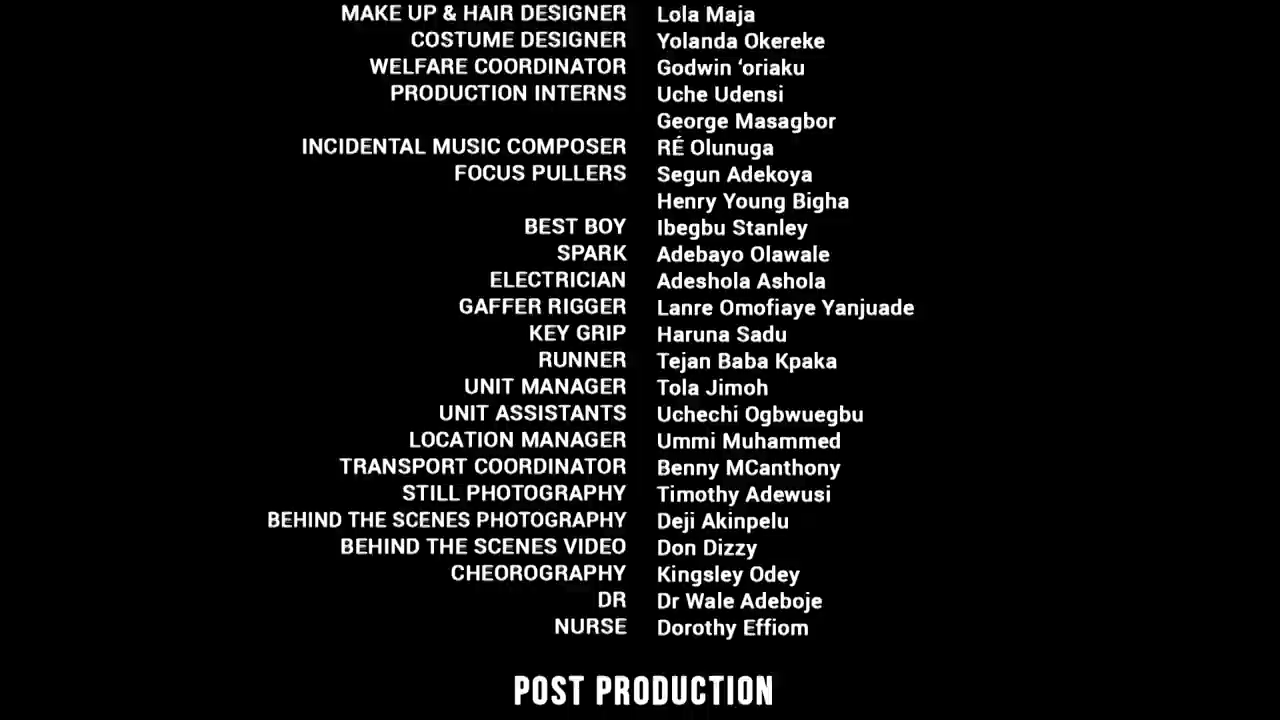 MAKE UP & HAIR DESIGNER Lola Maja
COSTUME DESIGNER Yolanda Okereke
WELFARE COORDINATOR Godwin ‘oriaku
PRODUCTION INTERNS Uche Udensi
George Masagbor
INCIDENTAL MUSIC COMPOSER RÉ Olunuga
FOCUS PULLERS Segun Adekoya
Henry Young Bigha
BEST BOY Ibegbu Stanley
SPARK Adebayo Olawale
ELECTRICIAN Adeshola Ashola
GAFFER RIGGER Lanre Omofiaye Yanjuade
KEY GRIP Haruna Sadu
RUNNER Tejan Baba Kpaka
UNIT MANAGER Tola Jimoh
UNIT ASSISTANTS Uchechi Ogbwuegbu
LOCATION MANAGER Ummi Muhammed
TRANSPORT COORDINATOR Benny MCanthony
STILL PHOTOGRAPHY Timothy Adewusi
BEHIND THE SCENES PHOTOGRAPHY Deji Akinpelu
BEHIND THE SCENES VIDEO Don Dizzy
CHEOROGRAPHY Kingsley Odey
DR Dr Wale Adeboje
NURSE Dorothy Effiom
POST PRODUCTION